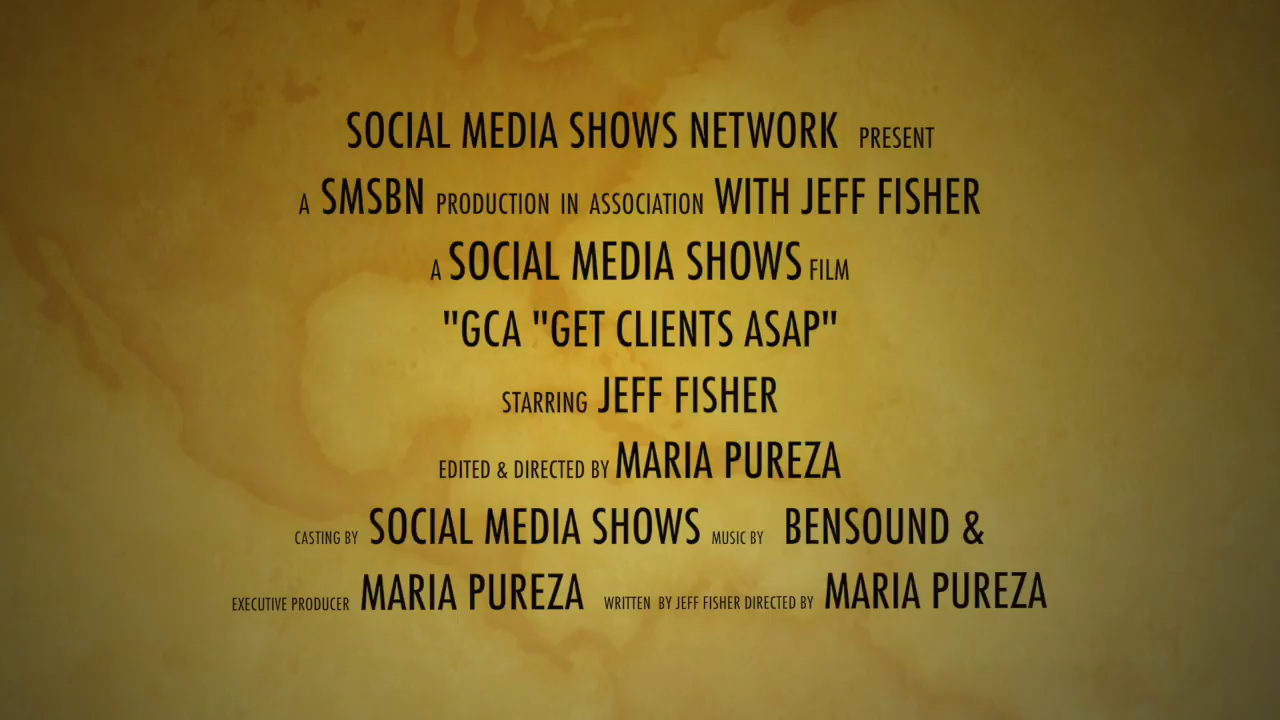 SOCIAL MEDIA SHOWS NETWORK PRESENT
A SMSBN PRODUCTION IN ASSOCIATION WITH JEFF FISHER
A SOCIAL MEDIA SHOWS FILM
"GCA "GET CLIENTS ASAP"
STARRING JEFF FISHER
EDITED & DIRECTED BY MARIA PUREZA
CASTING BY SOCIAL MEDIA SHOWS MUSIC BY BENSOUND &
EXECUTIVE PRODUCER MARIA PUREZA WRITTEN BY JEFF FISHER DIRECTED BY MARIA PUREZA